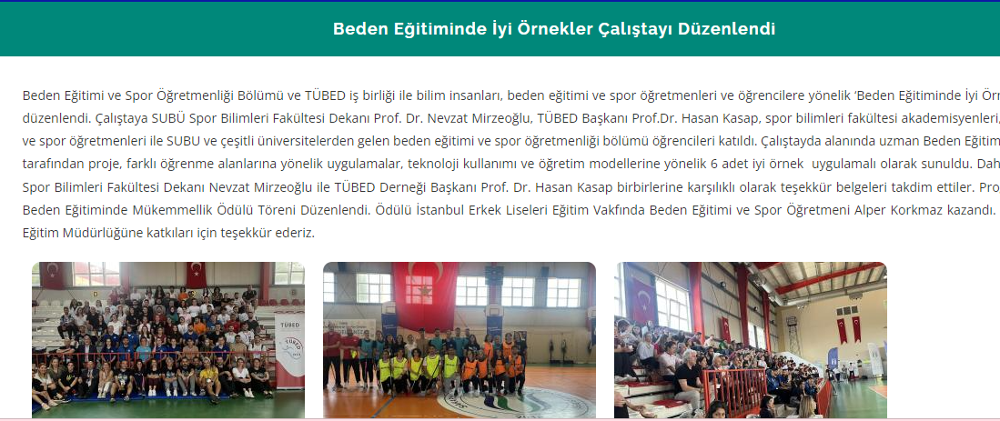 Beden Eğitiminde İyi Örnekler Çalıştayı Düzenlendi
Beden Eğitimi ve Spor Öğretmenliği Bölümü ve TÜBED iş birliği ile bilim insanları, beden eğitimi ve spor öğretmenleri ve öğrencilere yönelik ‘Beden Eğitiminde İyi
düzenlendi. Çalıştaya SUBÜ Spor Bilimleri Fakültesi Dekanı Prof. Dr. Nevzat Mirzeoğlu, TÜBED Başkanı Prof.Dr. Hasan Kasap, spor bilimleri fakültesi akademisyenleri,
ve spor öğretmenleri ile SUBU ve çeşitli üniversitelerden gelen beden eğitimi ve spor öğretmenliği bölümü öğrencileri katıldı. Çalıştayda alanında uzman Beden Eğitim
tarafından proje, farklı öğrenme alanlarına yönelik uygulamalar, teknoloji kullanımı ve öğretim modellerine yönelik 6 adet iyi örnek uygulamalı olarak sunuldu. Dah
Spor Bilimleri Fakültesi Dekanı Nevzat Mirzeoğlu ile TÜBED Derneği Başkanı Prof. Dr. Hasan Kasap birbirlerine karşılıklı olarak teşekkür belgeleri takdim ettiler. Pro
Beden Eğitiminde Mükemmellik Ödülü Töreni Düzenlendi. Ödülü İstanbul Erkek Liseleri Eğitim Vakfında Beden Eğitimi ve Spor Öğretmeni Alper Korkmaz kazandı.
Eğitim Müdürlüğüne katkıları için teşekkür ederiz.
TÜBED